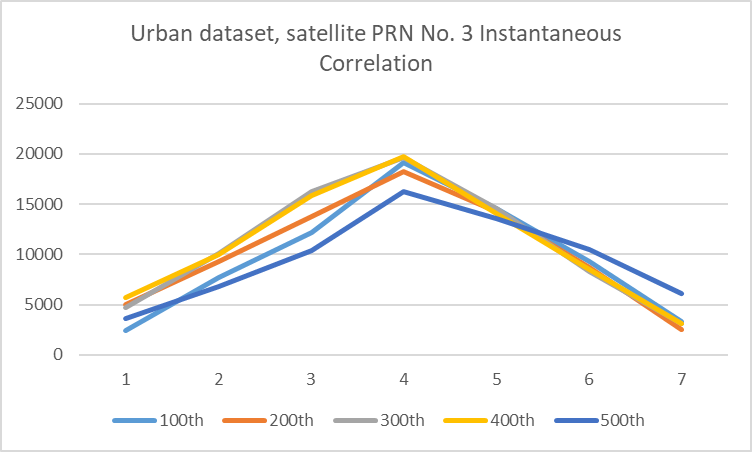 Urban dataset, satellite PRN No. 3 Instantaneous
Correlation
25000
20000
15000
10000
5000
0
1 2 3 4 5 6 7
100th 200th 300th 400th 500th